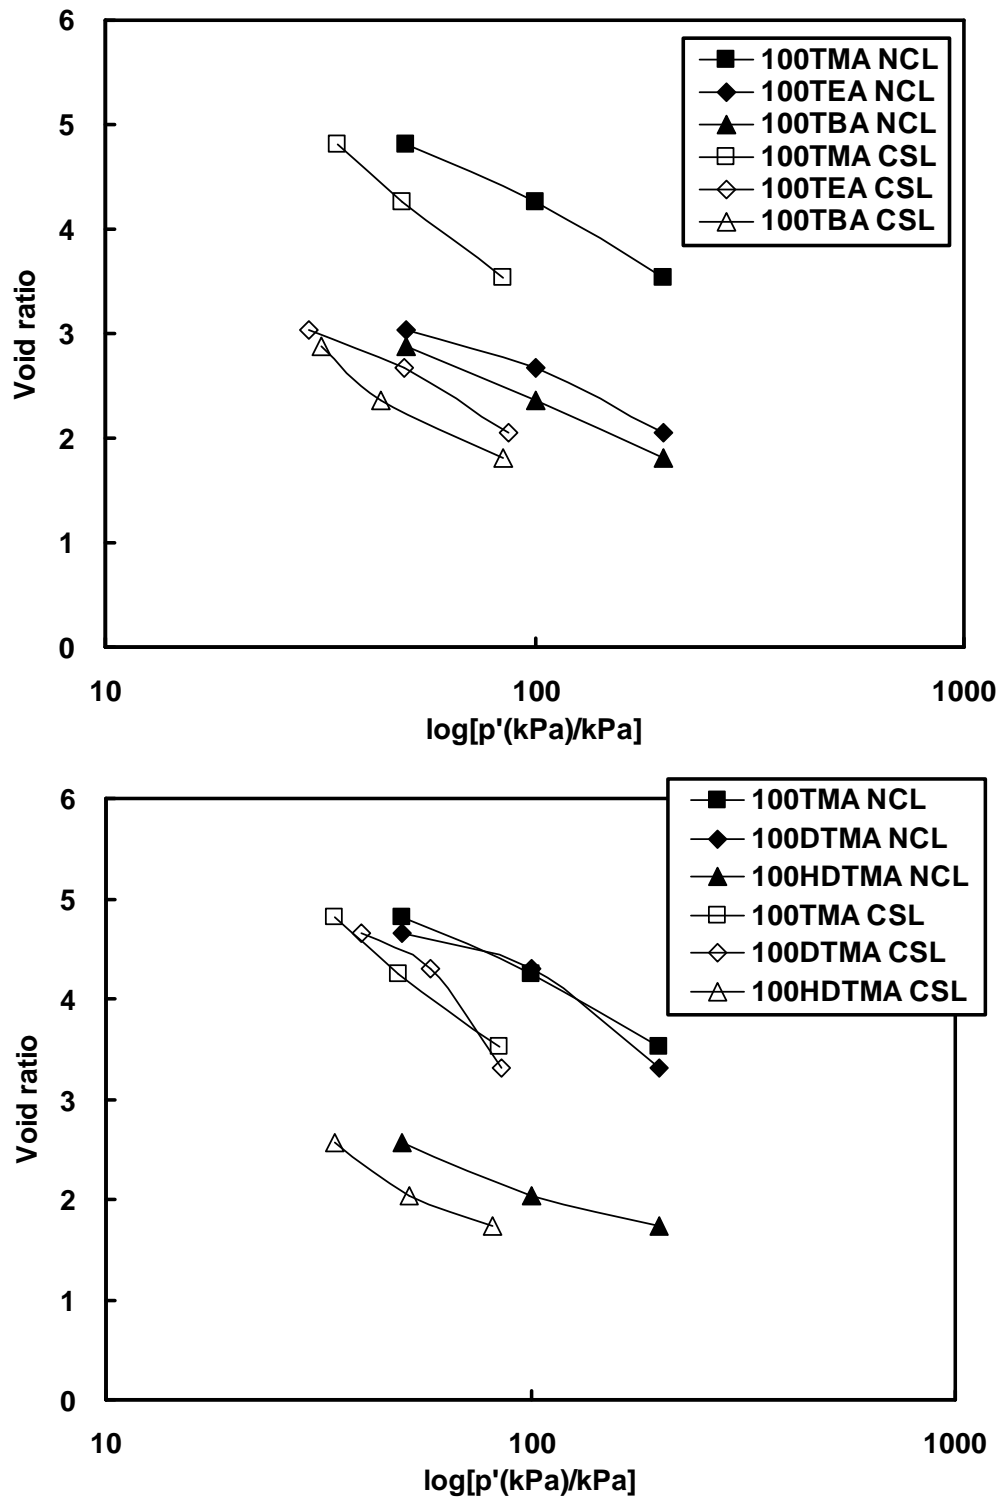 6
5
4
3
2
1
0
Void ratio
10
100
1000
log[p'(kPa)/kPa]
100TMA NCL
100TEA NCL
100TBA NCL
100TMA CSL
100TEA CSL
100TBA CSL
6
5
4
3
2
1
0
Void ratio
10
100
1000
log[p'(kPa)/kPa]
100TMA NCL
100DTMA NCL
100HDTMA NCL
100TMA CSL
100DTMA CSL
100HDTMA CSL